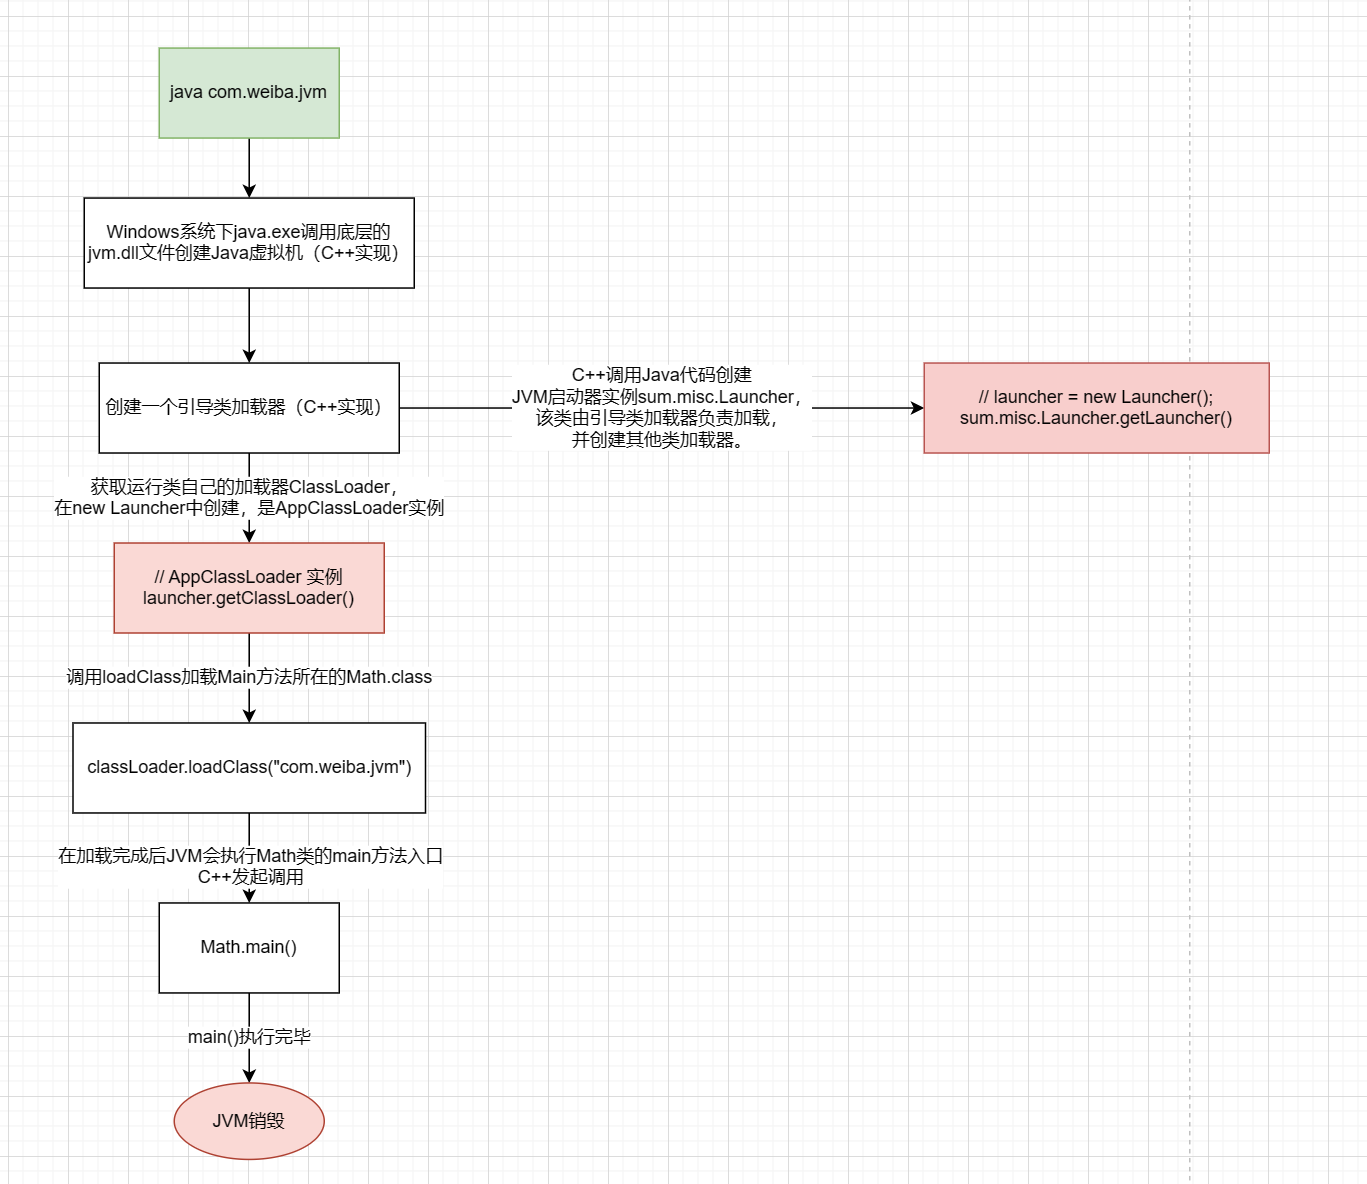 java com.weiba.jvm
Windows系统下java.exe调用底层的
jvm.dll文件创建Java虚拟机（C++实现）
创建一个引导类加载器（C++实现）
C++调用Java代码创建
JVM启动器实例sum.misc.Launcher，
该类由引导类加载器负责加载，
并创建其他类加载器。
// launcher = new Launcher();
sum.misc.Launcher.getLauncher()
获取运行类自己的加载器ClassLoader，
在new Launcher中创建，是AppClassLoader实例
// AppClassLoader 实例
launcher.getClassLoader()
调用loadClass加载Main方法所在的Math.class
classLoader.loadClass("com.weiba.jvm")
在加载完成后JVM会执行Math类的main方法入口
C++发起调用
Math.main()
main()执行完毕
JVM销毁